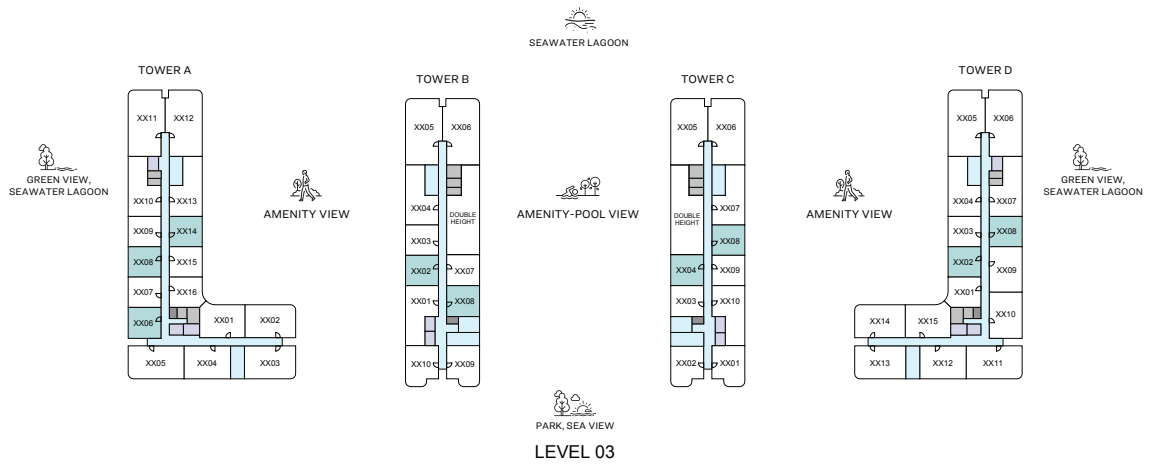 SEAWATER LAGOON
TOWER A
TOWER B
TOWER C
TOWER D
GREEN VIEW,
SEAWATER LAGOON
AMENITY VIEW
AMENITY-POOL VIEW
AMENITY VIEW
GREEN VIEW,
SEAWATER LAGOON
XX11 XX12
XX10 XX13
XX09 XX14
XX08 XX15
XX07 XX16
XX06 XX01 XX02
XX05 XX04 XX03
XX05 XX06
XX04 DOUBLE
HEIGHT
XX03
XX02 XX07
XX01 XX08
XX10 XX09
XX05 XX06
XX07
DOUBLE
HEIGHT
XX08
XX04 XX09
XX03 XX10
XX02 XX01
XX05 XX06
XX04 XX07
XX03 XX08
XX02 XX09
XX01
XX14 XX15 XX10
XX13 XX12 XX11
PARK, SEA VIEW
LEVEL 03